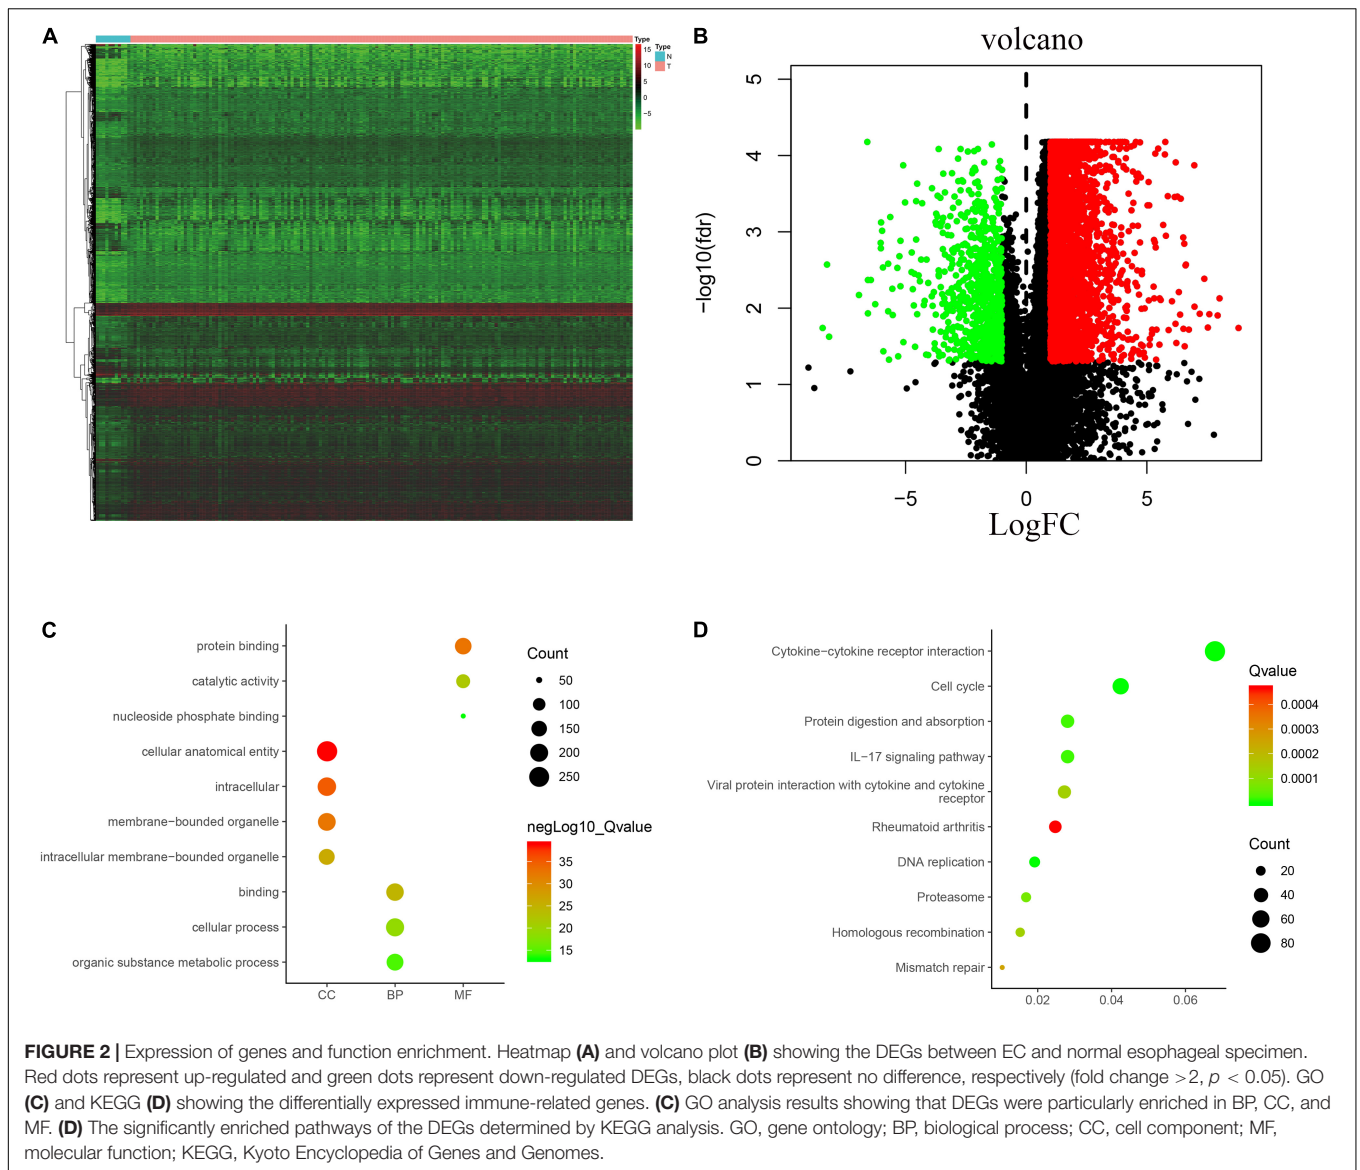 A
Type
15
10
5
0
−5
Type
N
T
B
volcano
5
4
3
2
1
0
−log10(fdr)
−5
0
5
LogFC
C
protein binding
catalytic activity
nucleoside phosphate binding
cellular anatomical entity
intracellular
membrane−bounded organelle
intracellular membrane−bounded organelle
binding
cellular process
organic substance metabolic process
CC
BP
MF
Count
50
100
150
200
250
negLog10_Qvalue
35
30
25
20
15
D
Cytokine−cytokine receptor interaction
Cell cycle
Protein digestion and absorption
IL−17 signaling pathway
Viral protein interaction with cytokine and cytokine
receptor
Rheumatoid arthritis
DNA replication
Proteasome
Homologous recombination
Mismatch repair
0.02
0.04
0.06
Qvalue
0.0004
0.0003
0.0002
0.0001
Count
20
40
60
80
FIGURE 2 | Expression of genes and function enrichment. Heatmap (A) and volcano plot (B) showing the DEGs between EC and normal esophageal specimen.
Red dots represent up-regulated and green dots represent down-regulated DEGs, black dots represent no difference, respectively (fold change >2, p < 0.05). GO
(C) and KEGG (D) showing the differentially expressed immune-related genes. (C) GO analysis results showing that DEGs were particularly enriched in BP, CC, and
MF. (D) The significantly enriched pathways of the DEGs determined by KEGG analysis. GO, gene ontology; BP, biological process; CC, cell component; MF,
molecular function; KEGG, Kyoto Encyclopedia of Genes and Genomes.